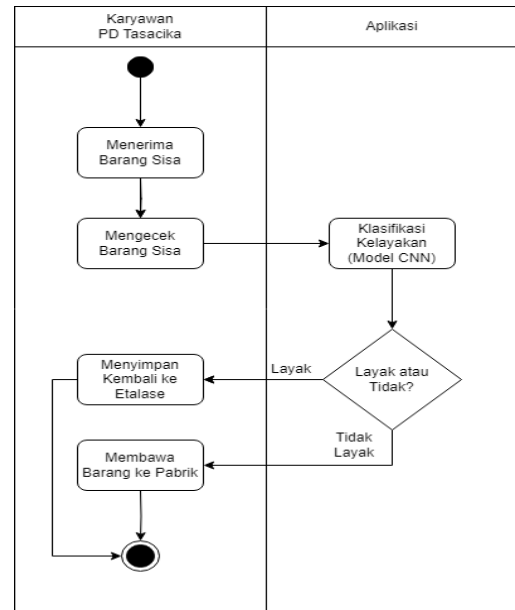 Karyawan
PD Tasacika
Aplikasi
Menerima
Barang Sisa
Mengecek
Barang Sisa
Klasifikasi
Kelayakan
(Model CNN)
Layak atau
Tidak?
Layak
Menyimpan
Kembali ke
Etalase
Tidak
Layak
Membawa
Barang ke Pabrik